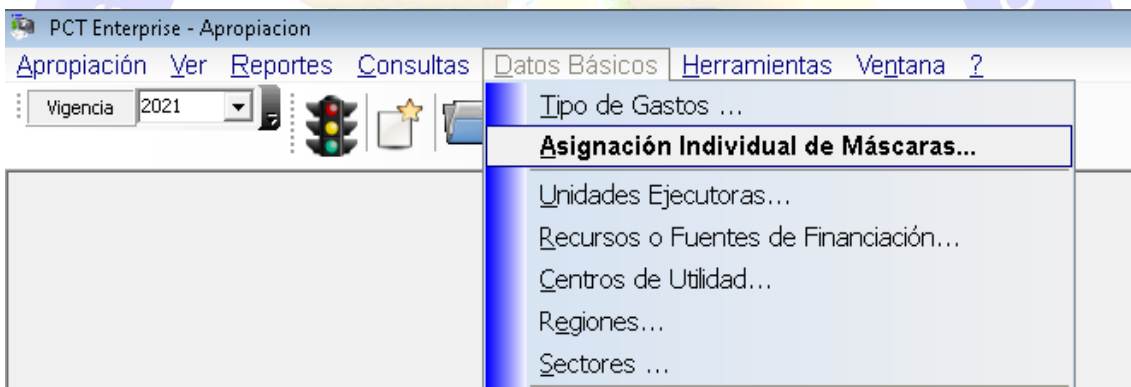 PCT Enterprise - Apropiacion
Apropiación Ver Reportes Consultas Datos Básicos Herramientas Ventana ?
Vigencia 2021
Tipo de Gastos ...
Asignación Individual de Máscaras...
Unidades Ejecutoras...
Recursos o Fuentes de Financiación...
Centros de Utilidad...
Regiones...
Sectores ...